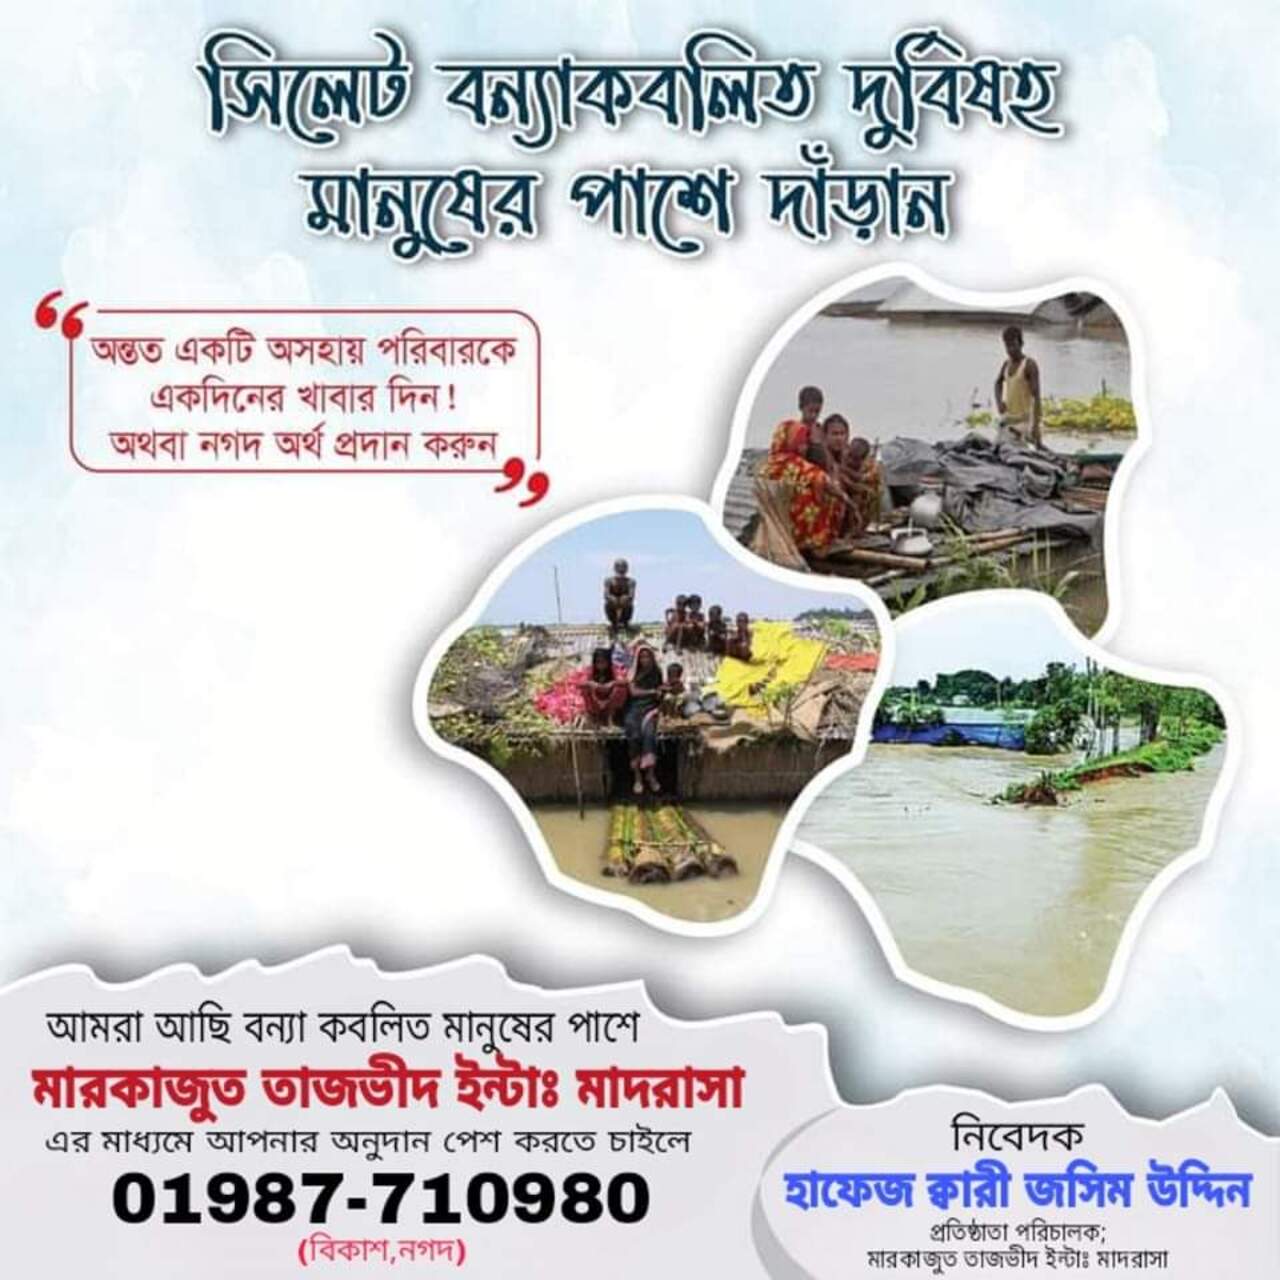 সিলেট বন্যাকবলিত দুর্বিষহ
মানুষের পাশে দাঁড়ান
“অন্তত একটি অসহায় পরিবারকে
একদিনের খাবার দিন!
অথবা নগদ অর্থ প্রদান করুন”
আমরা আছি বন্যা কবলিত মানুষের পাশে
মারকাজুত তাজভীদ ইন্টাঃ মাদরাসা
এর মাধ্যমে আপনার অনুদান পেশ করতে চাইলে
01987-710980
(বিকাশ,নগদ)
নিবেদক
হাফেজ ক্বারী জসিম উদ্দিন
প্রতিষ্ঠাতা পরিচালক;
মারকাজুত তাজভীদ ইন্টাঃ মাদরাসা